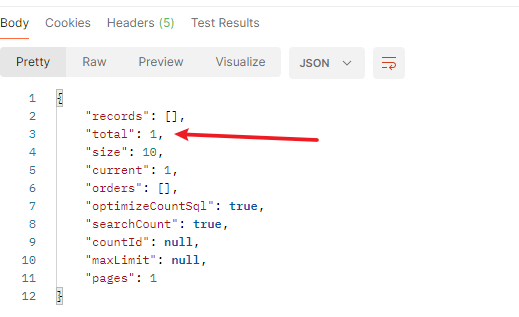 Body Cookies Headers (5) Test Results
Pretty Raw Preview Visualize JSON
1 {
2 "records": [],
3 "total": 1,
4 "size": 10,
5 "current": 1,
6 "orders": [],
7 "optimizeCountSql": true,
8 "searchCount": true,
9 "countId": null,
10 "maxLimit": null,
11 "pages": 1
12 }